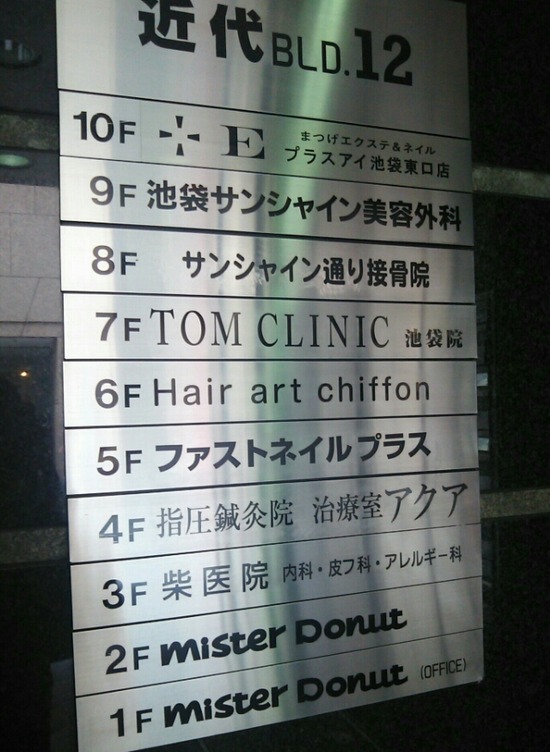 近代BLD.12
10F E まつげエクステ&ネイル
プラスアイ池袋東口店
9F 池袋サンシャイン美容外科
8F サンシャイン通り接骨院
7F TOM CLINIC 池袋院
6F Hair art chiffon
5F ファストネイル プラス
4F 指圧鍼灸院 治療室アクア
3F 柴医院 内科・皮フ科・アレルギー科
2F mister Donut
1F mister Donut (OFFICE)